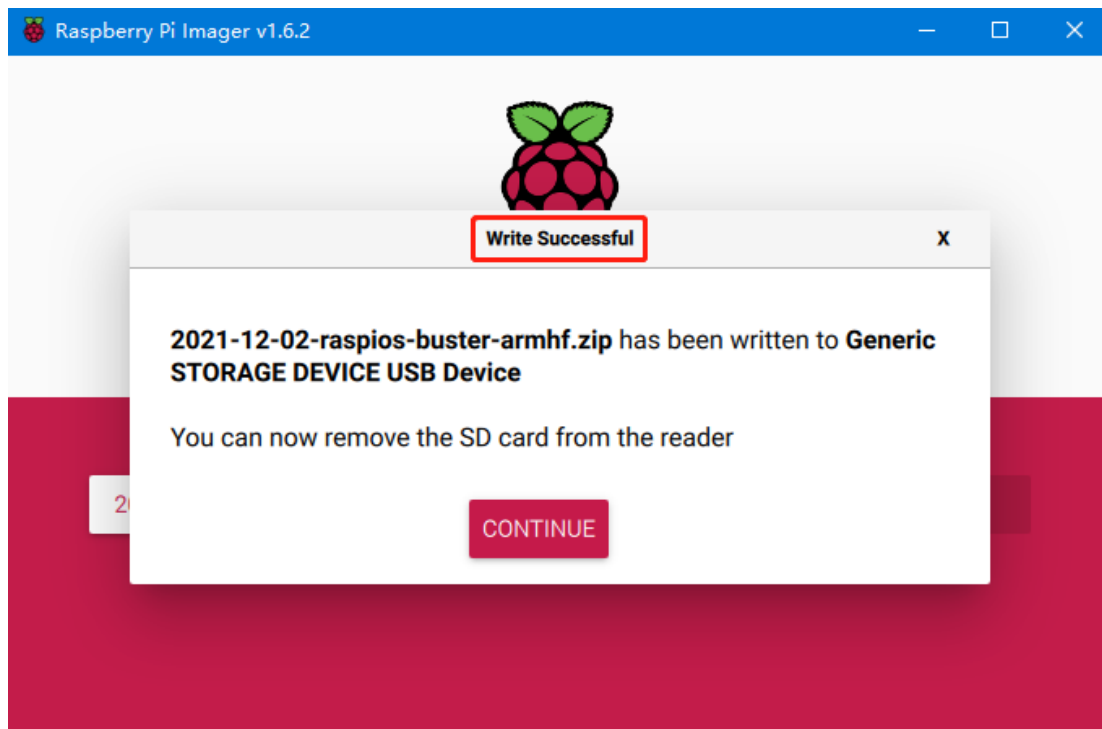 Raspberry Pi Imager v1.6.2
Write Successful X
2021-12-02-raspios-buster-armhf.zip has been written to Generic
STORAGE DEVICE USB Device
You can now remove the SD card from the reader
CONTINUE